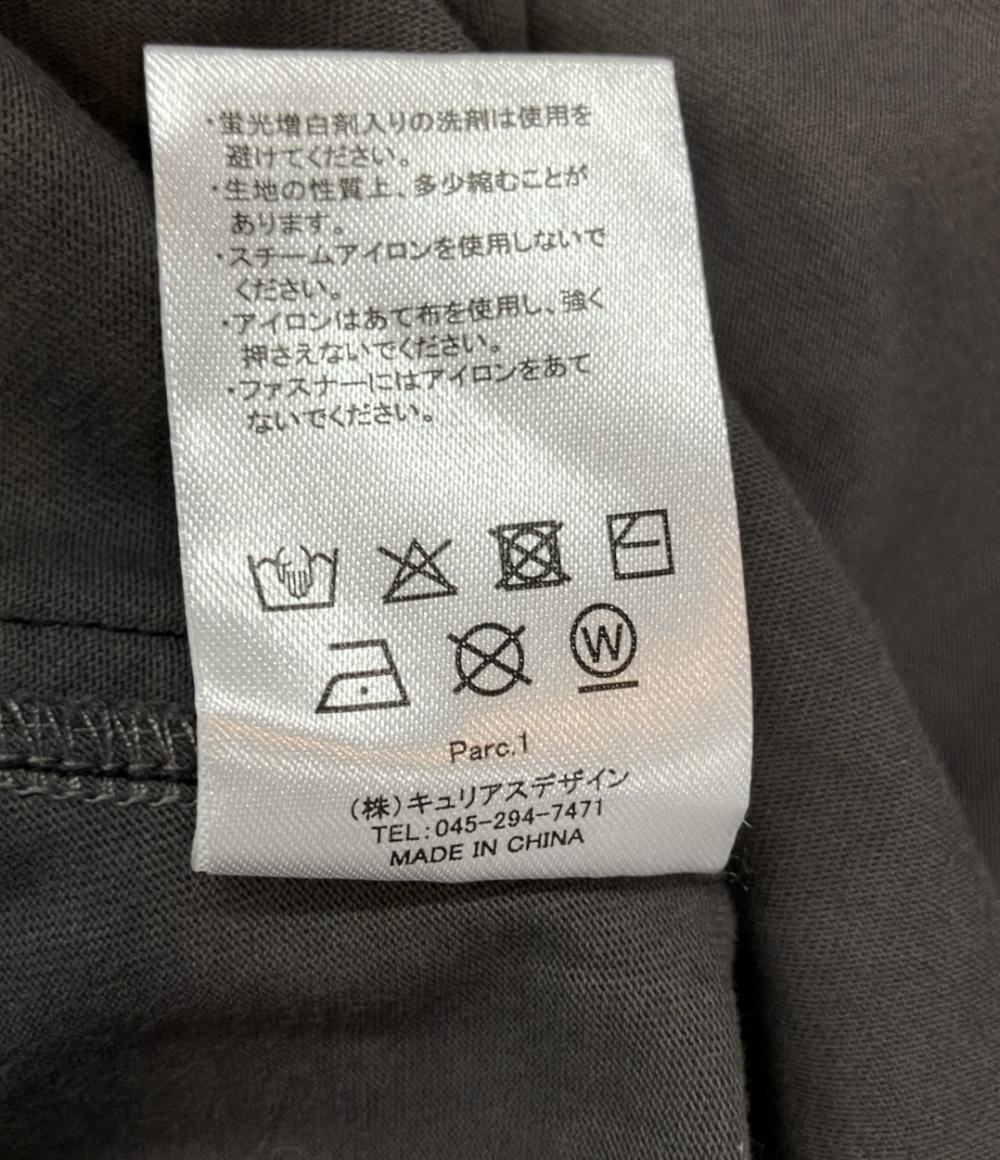 ・蛍光増白剤入りの洗剤は使用を
避けてください。
・生地の性質上、多少縮むことが
あります。
・スチームアイロンを使用しないで
ください。
・アイロンはあて布を使用し、強く
押さえないでください。
・ファスナーにはアイロンをあて
ないでください。
W
Parc.1
(株)キュリアスデザイン
TEL:045-294-7471
MADE IN CHINA